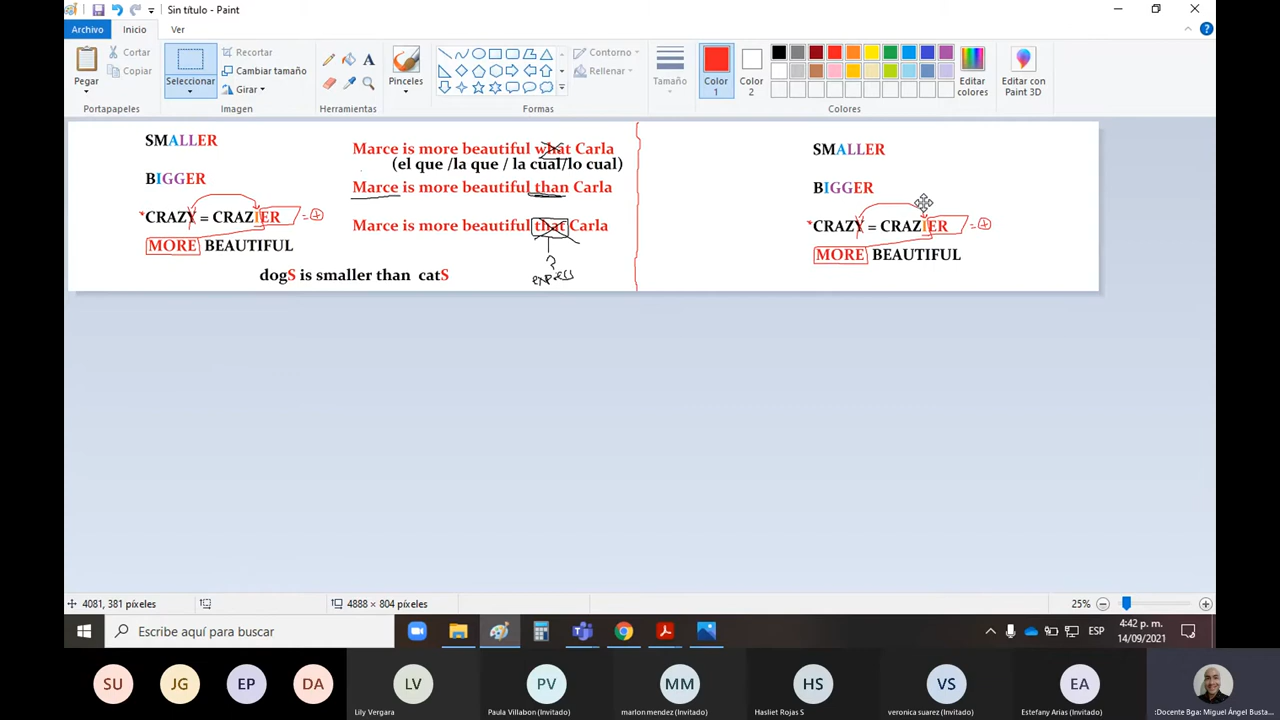 Sin título - Paint
Archivo Inicio Ver
Pegar
Cortar
Copiar
Portapapeles
Seleccionar
Recortar
Cambiar tamaño
Girar
Imagen
A
Herramientas
Pinceles
Contorno
Rellenar
Formas
Tamaño
Color 1
Color 2
Editar colores
Colores
Editar con Paint 3D
SMALLER
BIGGER
*CRAZY = CRAZIER = +
MORE BEAUTIFUL
Marce is more beautiful what Carla
(el que /la que / la cual/lo cual)
Marce is more beautiful than Carla
Marce is more beautiful that Carla
?
dogS is smaller than catS
SMALLER
BIGGER
*CRAZY = CRAZIER = +
MORE BEAUTIFUL
4081, 381 píxeles
4888 × 804 píxeles
25%
Escribe aquí para buscar
ESP
4:42 p. m.
14/09/2021
SU
JG
EP
DA
LV
Lily Vergara
PV
Paula Villabon (Invitado)
MM
marlon mendez (Invitado)
HS
Hasliet Rojas S
VS
veronica suarez (Invitado)
EA
Estefany Arias (Invitado)
:Docente Bga: Miguel Ángel Busta...